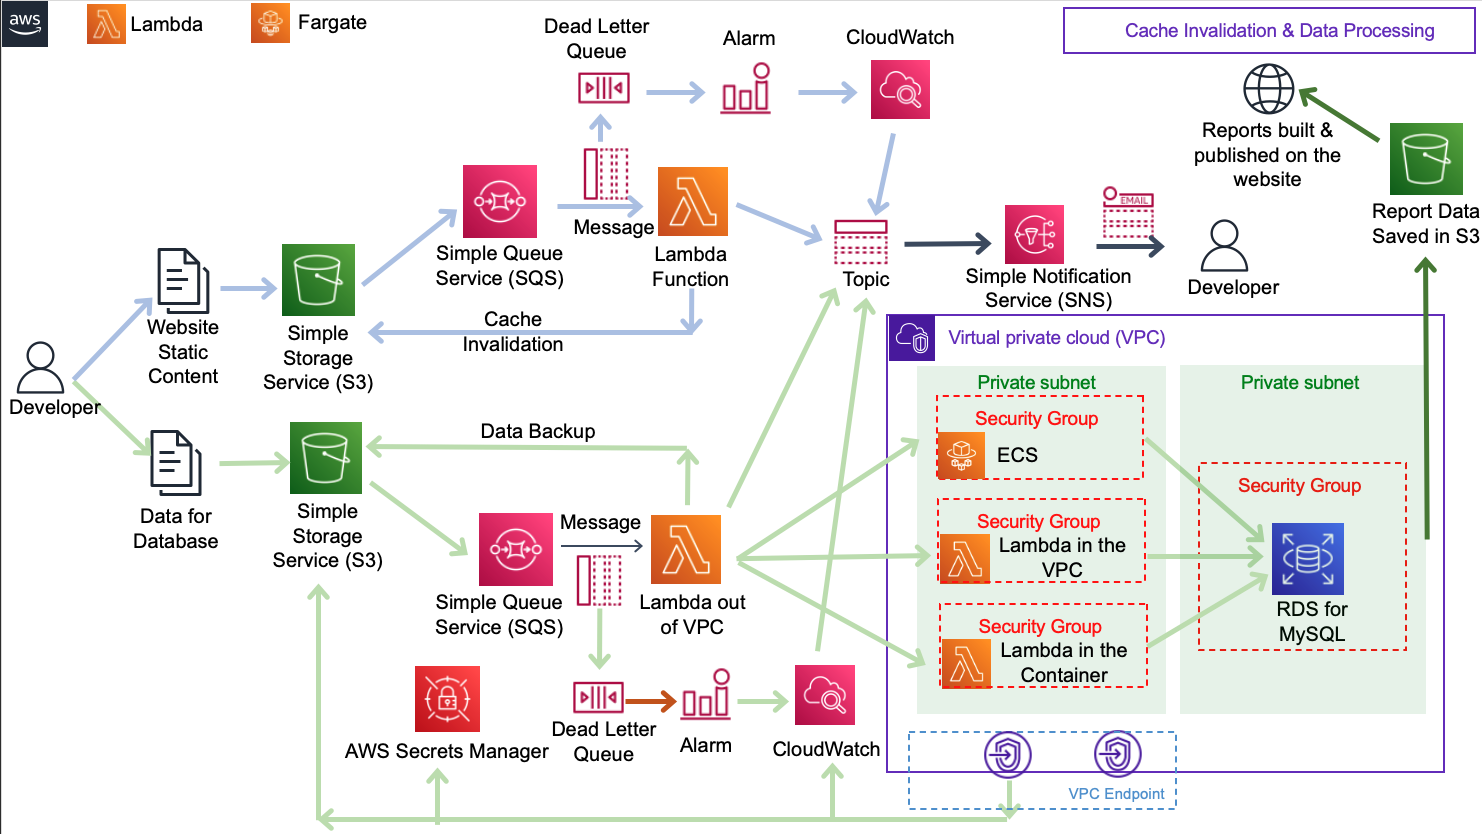 aws
Lambda
Fargate
Dead Letter
Queue
Alarm
CloudWatch
Cache Invalidation & Data Processing
Reports built &
published on the
website
Report Data
Saved in S3
Message
Simple Queue
Service (SQS)
Lambda
Function
Topic
EMAIL
Simple Notification
Service (SNS)
Developer
Website
Static
Content
Simple
Storage
Service (S3)
Cache
Invalidation
Developer
Virtual private cloud (VPC)
Private subnet
Private subnet
Security Group
ECS
Data Backup
Security Group
Lambda in the
VPC
Security Group
Lambda in the
Container
Security Group
RDS for
MySQL
Data for
Database
Simple
Storage
Service (S3)
Message
Simple Queue
Service (SQS)
Lambda out
of VPC
AWS Secrets Manager
Dead Letter
Queue
Alarm
CloudWatch
VPC Endpoint